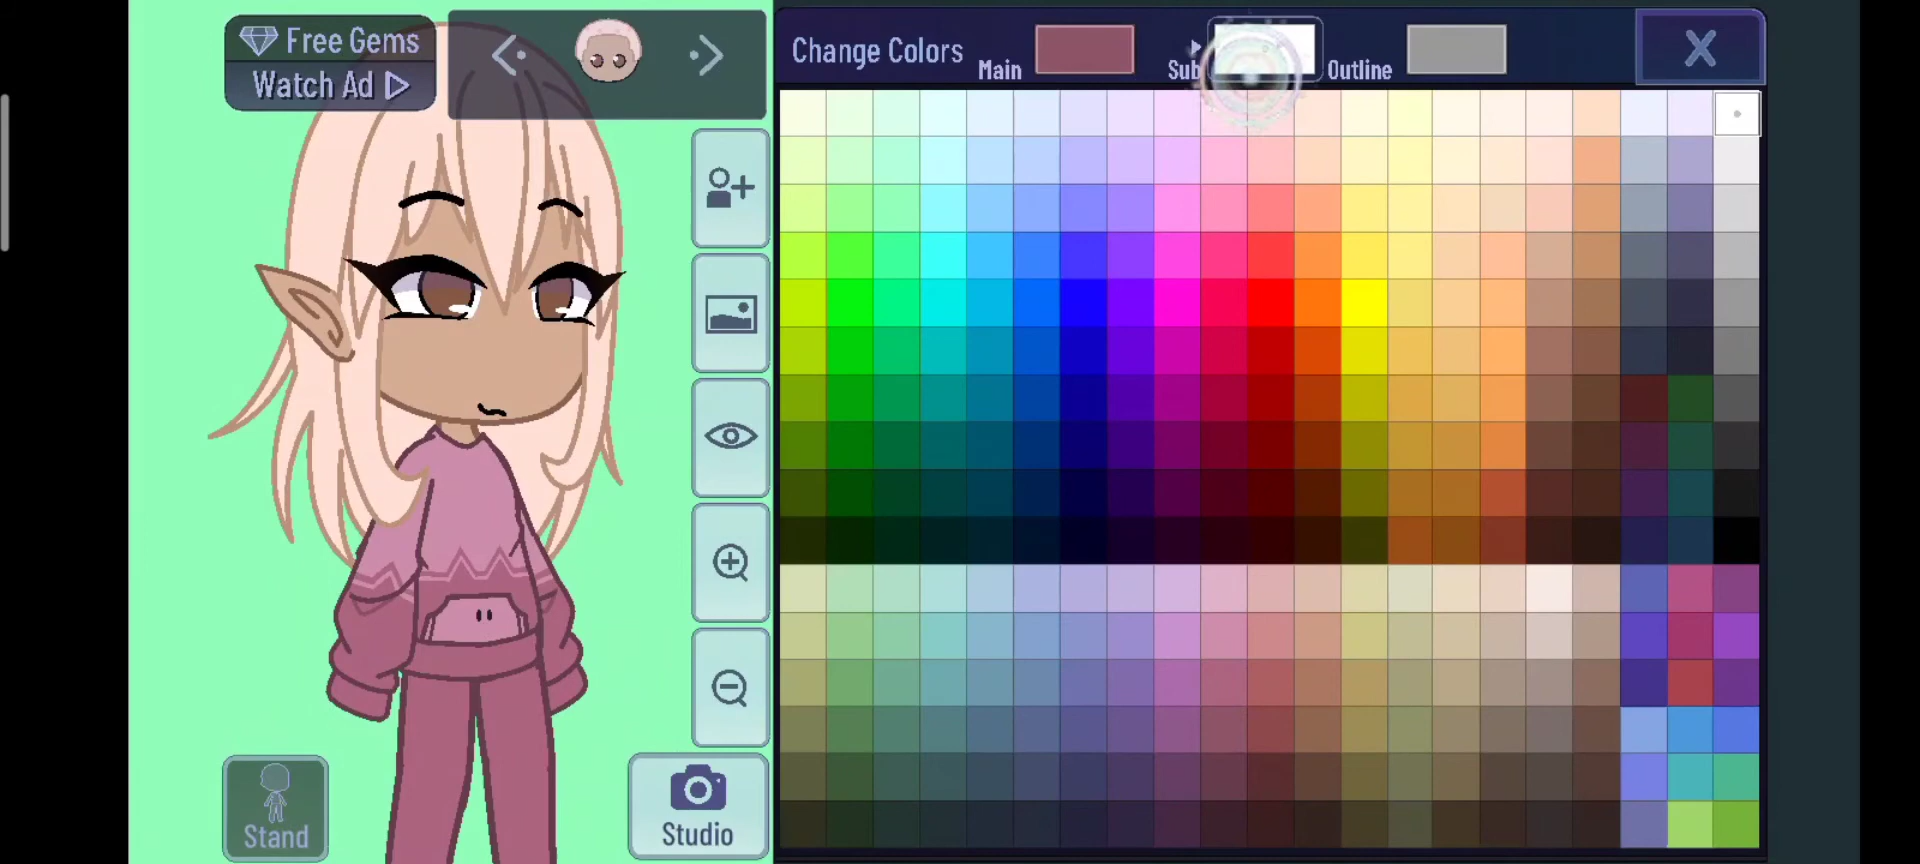 Free Gems
Watch Ad
Change Colors
Main
Sub
Outline
X
Stand
Studio